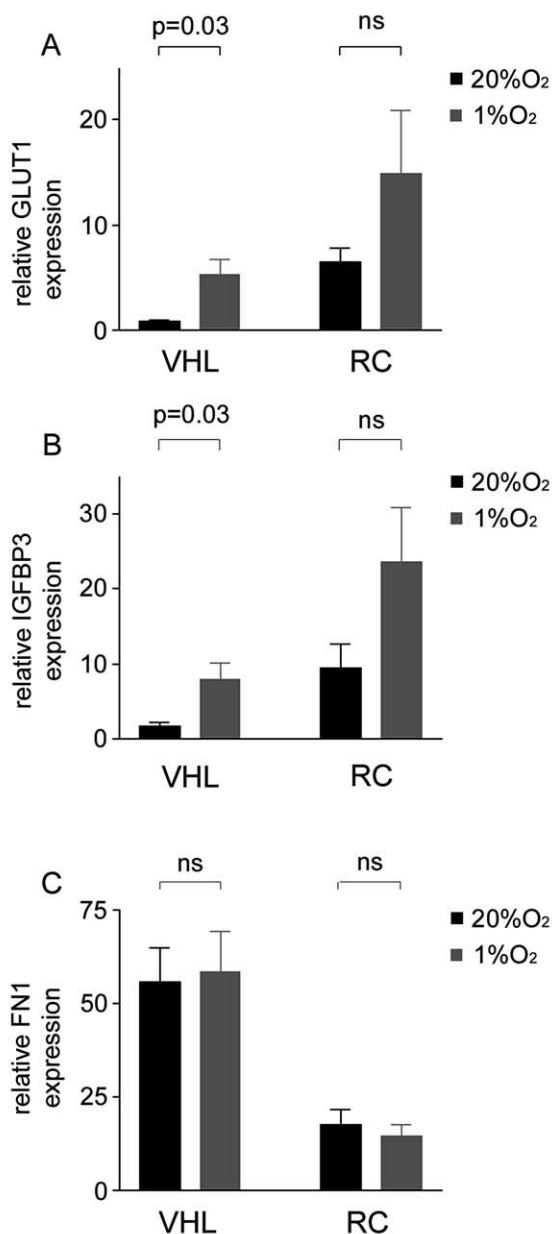 A
p=0.03
ns
20%O₂
1%O₂
relative GLUT1
expression
20
10
0
VHL
RC
B
p=0.03
ns
20%O₂
1%O₂
relative IGFBP3
expression
30
20
10
0
VHL
RC
C
ns
ns
20%O₂
1%O₂
relative FN1
expression
75
50
25
0
VHL
RC